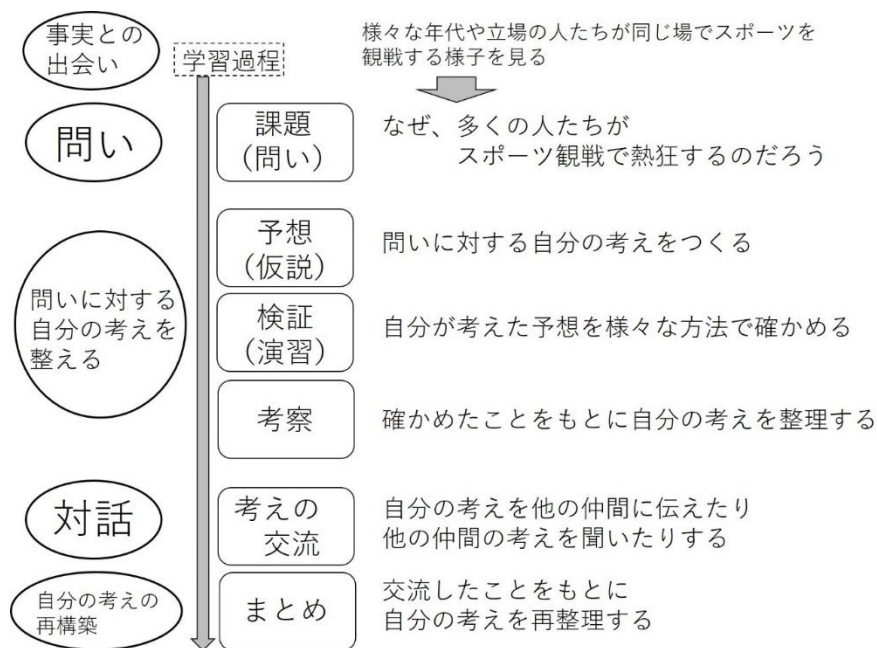 事実との
出会い
学習過程
様々な年代や立場の人たちが同じ場でスポーツを
観戦する様子を見る
問い
課題
(問い)
なぜ、多くの人たちが
スポーツ観戦で熱狂するのだろう
問いに対する
自分の考えを
整える
予想
(仮説)
問いに対する自分の考えをつくる
検証
(演習)
自分が考えた予想を様々な方法で確かめる
考察
確かめたことをもとに自分の考えを整理する
対話
考えの
交流
自分の考えを他の仲間に伝えたり
他の仲間の考えを聞いたりする
自分の考えの
再構築
まとめ
交流したことをもとに
自分の考えを再整理する